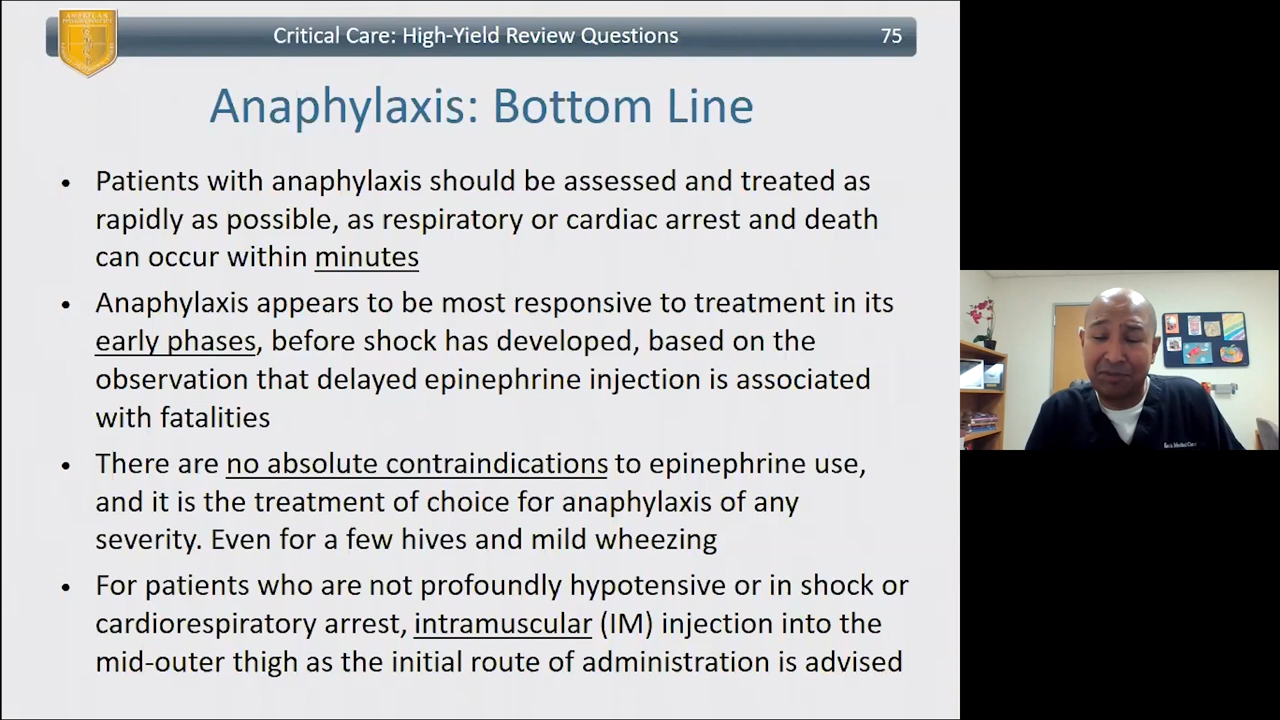 Critical Care: High-Yield Review Questions
75
Anaphylaxis: Bottom Line
• Patients with anaphylaxis should be assessed and treated as
rapidly as possible, as respiratory or cardiac arrest and death
can occur within minutes
• Anaphylaxis appears to be most responsive to treatment in its
early phases, before shock has developed, based on the
observation that delayed epinephrine injection is associated
with fatalities
• There are no absolute contraindications to epinephrine use,
and it is the treatment of choice for anaphylaxis of any
severity. Even for a few hives and mild wheezing
• For patients who are not profoundly hypotensive or in shock or
cardiorespiratory arrest, intramuscular (IM) injection into the
mid-outer thigh as the initial route of administration is advised